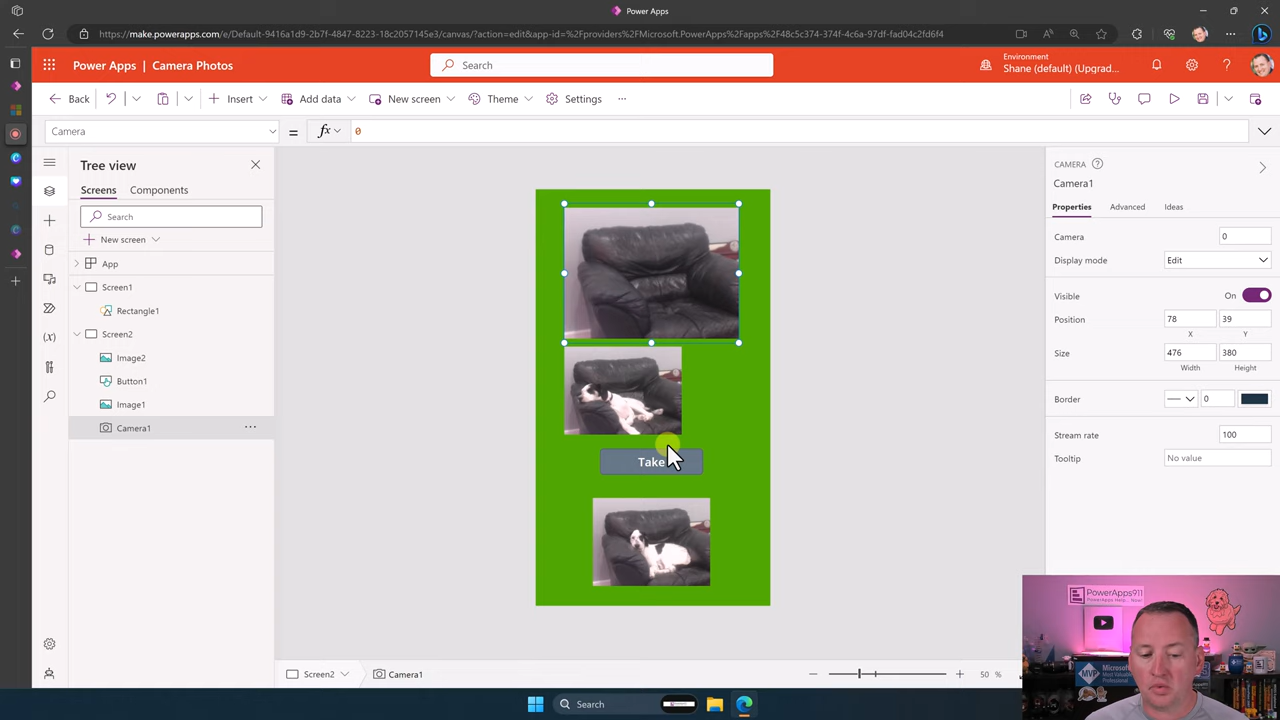 Power Apps
https://make.powerapps.com/e/Default-9416a1d9-2b7f-4847-8223-18c2057145e3/canvas/?action=edit&app-id=%2Fproviders%2FMicrosoft.PowerApps%2Fapps%2F48c5c374-374f-4c6a-97df-fad04c2fd6f4
Power Apps | Camera Photos
Search
Environment
Shane (default) (Upgrad...
Back
Insert
Add data
New screen
Theme
Settings
...
Camera
=
fx
0
Tree view
Screens
Components
Search
New screen
App
Screen1
Rectangle1
Screen2
Image2
Button1
Image1
Camera1
...
Take
CAMERA
Camera1
Properties
Advanced
Ideas
Camera
0
Display mode
Edit
Visible
On
Position
78
39
X
Y
Size
476
380
Width
Height
Border
0
Stream rate
100
Tooltip
No value
PowerApps911
PowerApps Help... Now!
Screen2
Camera1
50 %
Search